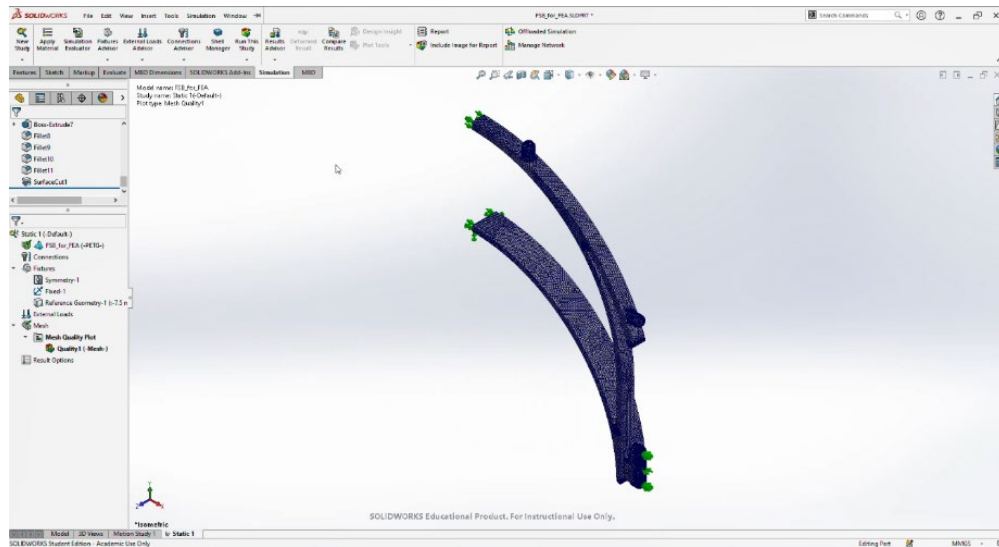 SOLIDWORKS File Edit View Insert Tools Simulation Window
FSB_for_FEA.SLDPRT *
Search Commands
New Study
Apply Material
Simulation Evaluator
Fixtures Advisor
External Loads Advisor
Connections Advisor
Shell Manager
Run This Study
Results Advisor
Deformed Result
Compare Results
Design Insight
Plot Tools
Report
Include Image for Report
Offloaded Simulation
Manage Network
Features Sketch Markup Evaluate MBD Dimensions SOLIDWORKS Add-Ins Simulation MBD
Model name: FSB_for_FEA
Study name: Static 1(-Default-)
Plot type: Mesh Quality1
Boss-Extrude7
Fillet8
Fillet9
Fillet10
Fillet11
SurfaceCut1
Static 1 (-Default-)
FSB_for_FEA (-PETG-)
Connections
Fixtures
Symmetry-1
Fixed-1
Reference Geometry-1 (:-7.5 m
External Loads
Mesh
Mesh Quality Plot
Quality1 (-Mesh-)
Result Options
*Isometric
SOLIDWORKS Educational Product. For Instructional Use Only.
Model 3D Views Motion Study 1 Static 1
SOLIDWORKS Student Edition - Academic Use Only
Editing Part
MMGS